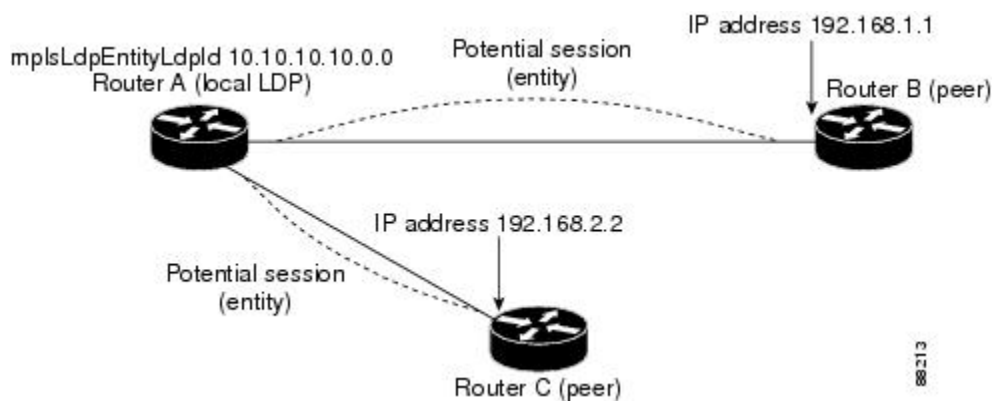 IP address 192.168.1.1
mplsLdpEntityLdpId 10.10.10.10.0.0
Router A (local LDP)
Potential session
(entity)
Router B (peer)
IP address 192.168.2.2
Potential session
(entity)
Router C (peer)
88213